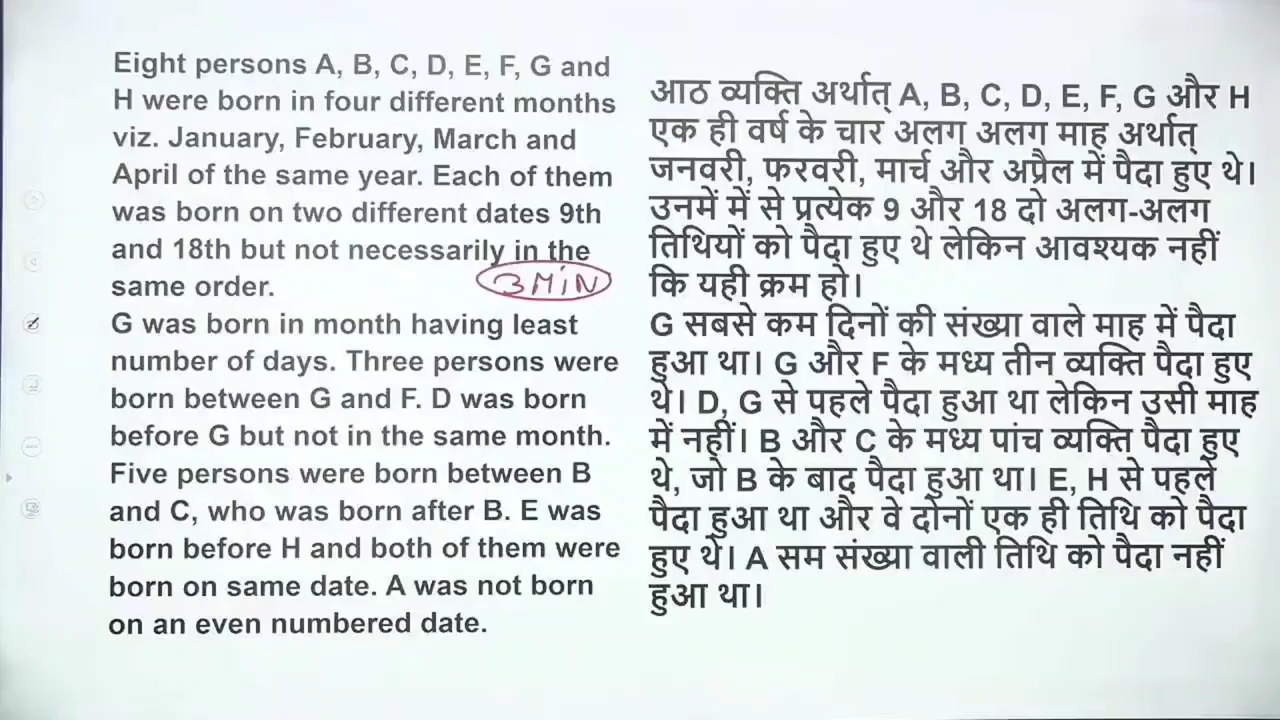 Eight persons A, B, C, D, E, F, G and
H were born in four different months
viz. January, February, March and
April of the same year. Each of them
was born on two different dates 9th
and 18th but not necessarily in the
same order.
3 MiN
G was born in month having least
number of days. Three persons were
born between G and F. D was born
before G but not in the same month.
Five persons were born between B
and C, who was born after B. E was
born before H and both of them were
born on same date. A was not born
on an even numbered date.
आठ व्यक्ति अर्थात् A, B, C, D, E, F, G और H
एक ही वर्ष के चार अलग अलग माह अर्थात्
जनवरी, फरवरी, मार्च और अप्रैल में पैदा हुए थे।
उनमें में से प्रत्येक 9 और 18 दो अलग-अलग
तिथियों को पैदा हुए थे लेकिन आवश्यक नहीं
कि यही क्रम हो।
G सबसे कम दिनों की संख्या वाले माह में पैदा
हुआ था। G और F के मध्य तीन व्यक्ति पैदा हुए
थे। D, G से पहले पैदा हुआ था लेकिन उसी माह
में नहीं। B और C के मध्य पांच व्यक्ति पैदा हुए
थे, जो B के बाद पैदा हुआ था। E, H से पहले
पैदा हुआ था और वे दोनों एक ही तिथि को पैदा
हुए थे। A सम संख्या वाली तिथि को पैदा नहीं
हुआ था।